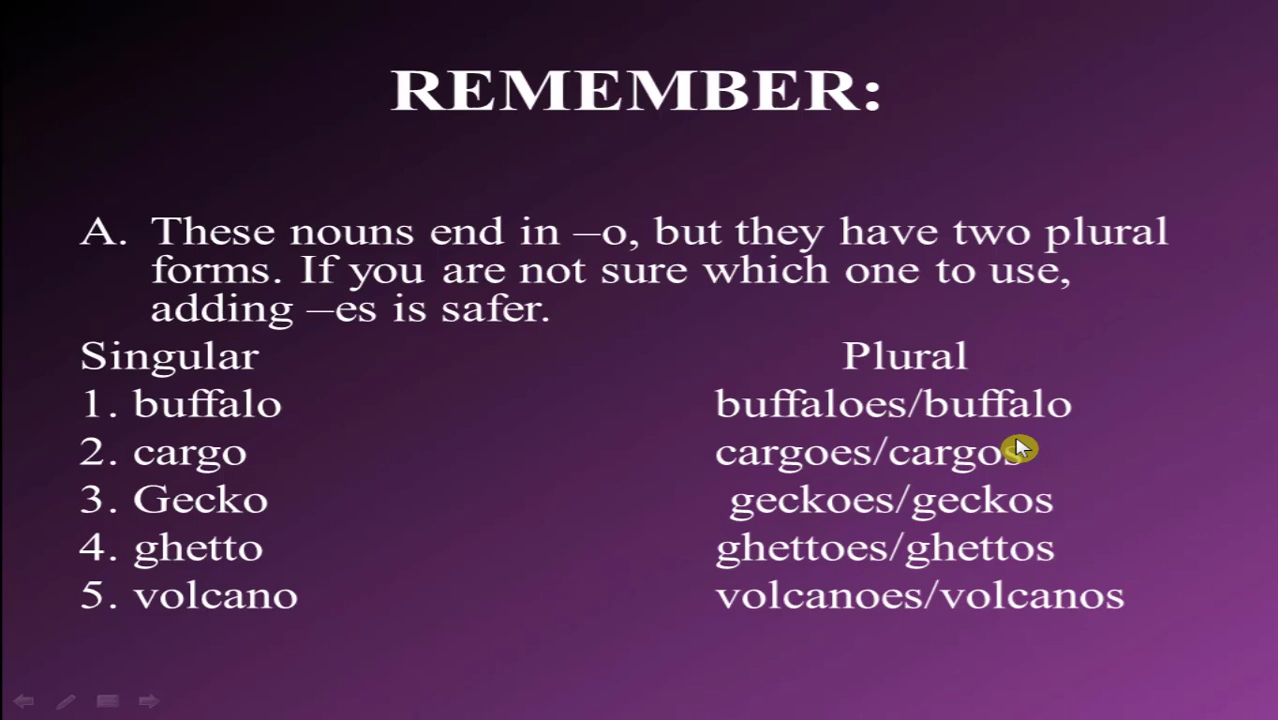 REMEMBER:
A. These nouns end in –o, but they have two plural
forms. If you are not sure which one to use,
adding –es is safer.
Singular Plural
1. buffalo buffaloes/buffalo
2. cargo cargoes/cargos
3. Gecko geckoes/geckos
4. ghetto ghettoes/ghettos
5. volcano volcanoes/volcanos